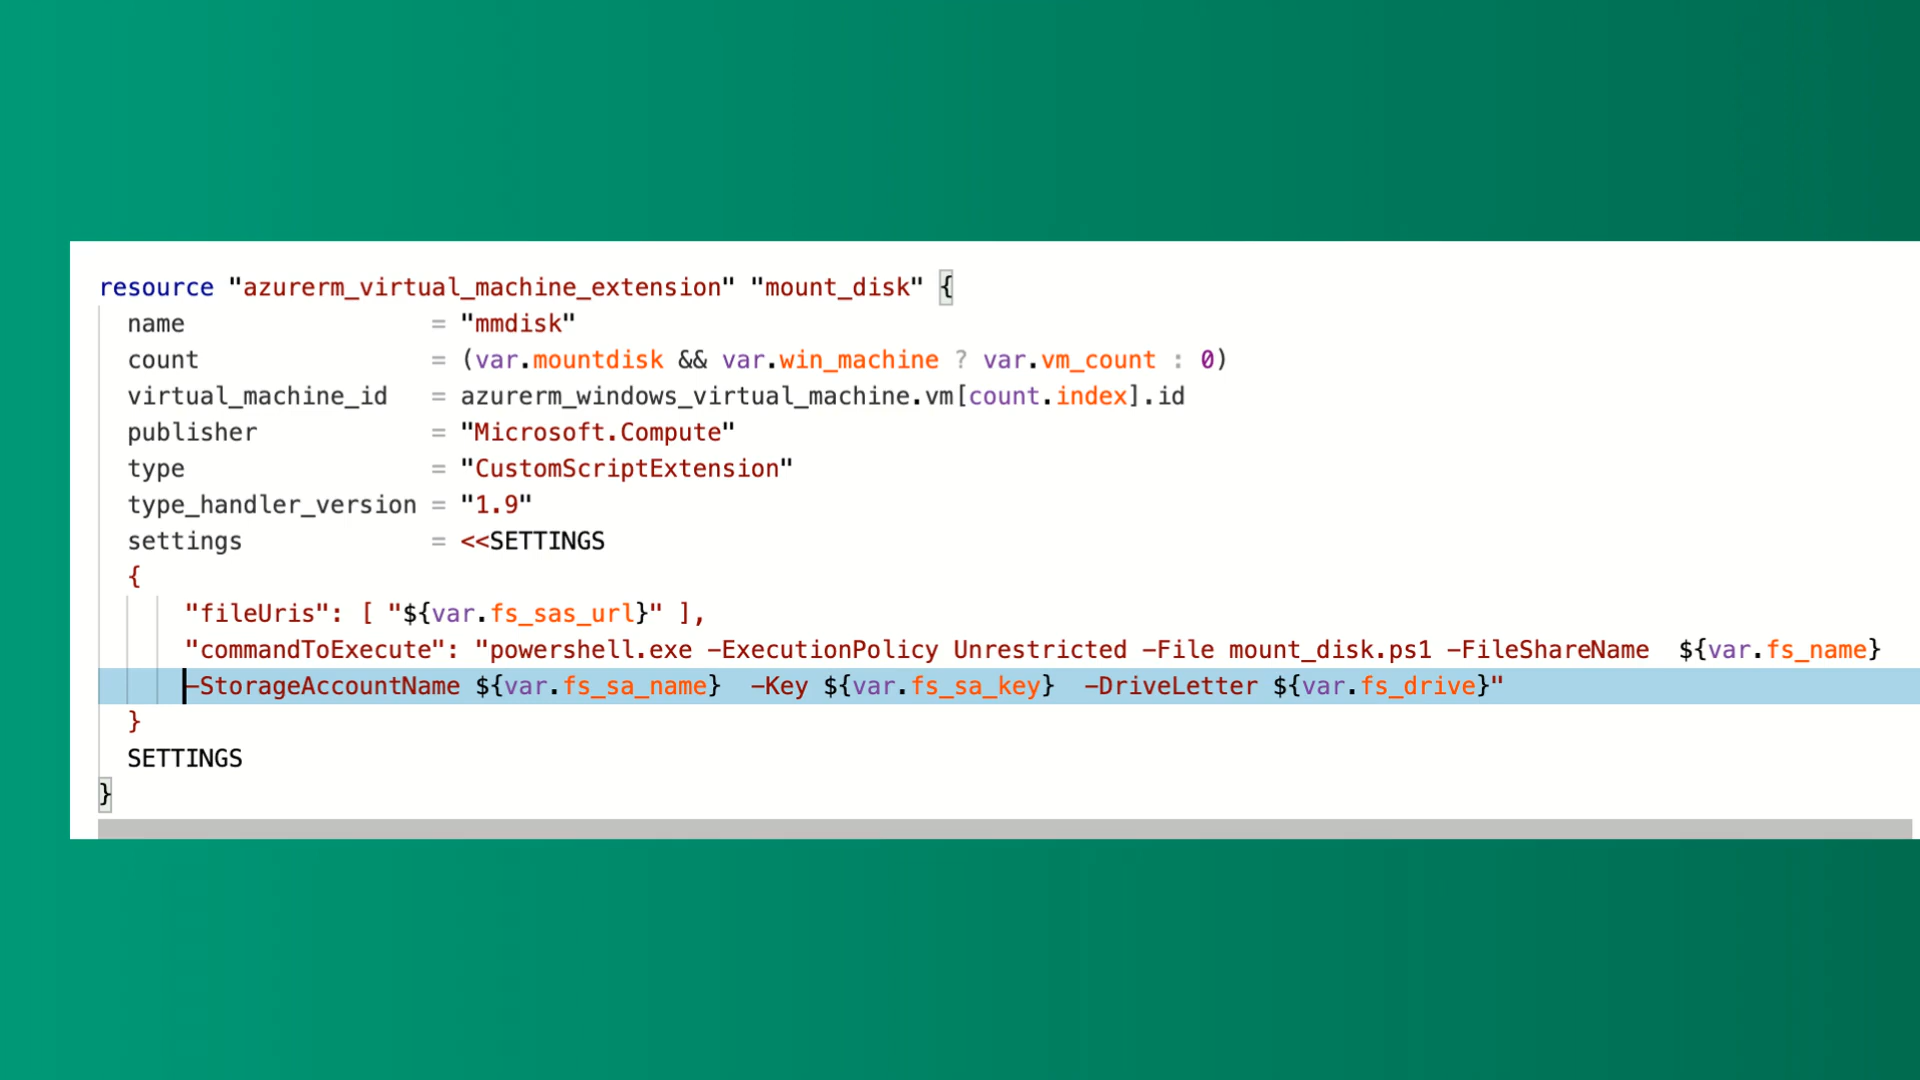 resource "azurerm_virtual_machine_extension" "mount_disk" {
name = "mmdisk"
count = (var.mountdisk && var.win_machine ? var.vm_count : 0)
virtual_machine_id = azurerm_windows_virtual_machine.vm[count.index].id
publisher = "Microsoft.Compute"
type = "CustomScriptExtension"
type_handler_version = "1.9"
settings = <<SETTINGS
{
"fileUris": [ "${var.fs_sas_url}" ],
"commandToExecute": "powershell.exe -ExecutionPolicy Unrestricted -File mount_disk.ps1 -FileShareName  ${var.fs_name}
-StorageAccountName ${var.fs_sa_name}  -Key ${var.fs_sa_key}  -DriveLetter ${var.fs_drive}"
}
SETTINGS
}